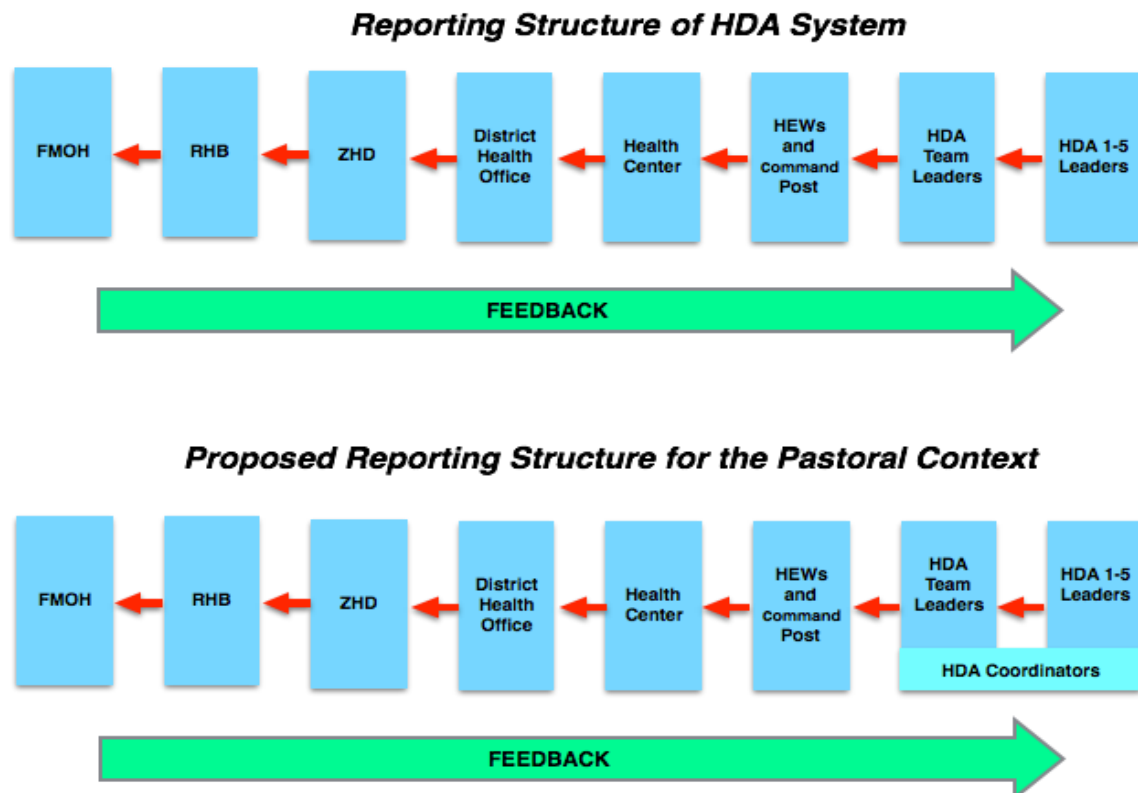 Reporting Structure of HDA System
FMOH
RHB
ZHD
District
Health
Office
Health
Center
HEWs
and
Command
Post
HDA
Team
Leaders
HDA 1-5
Leaders
FEEDBACK
Proposed Reporting Structure for the Pastoral Context
FMOH
RHB
ZHD
District
Health
Office
Health
Center
HEWs
and
Command
Post
HDA
Team
Leaders
HDA 1-5
Leaders
HDA Coordinators
FEEDBACK